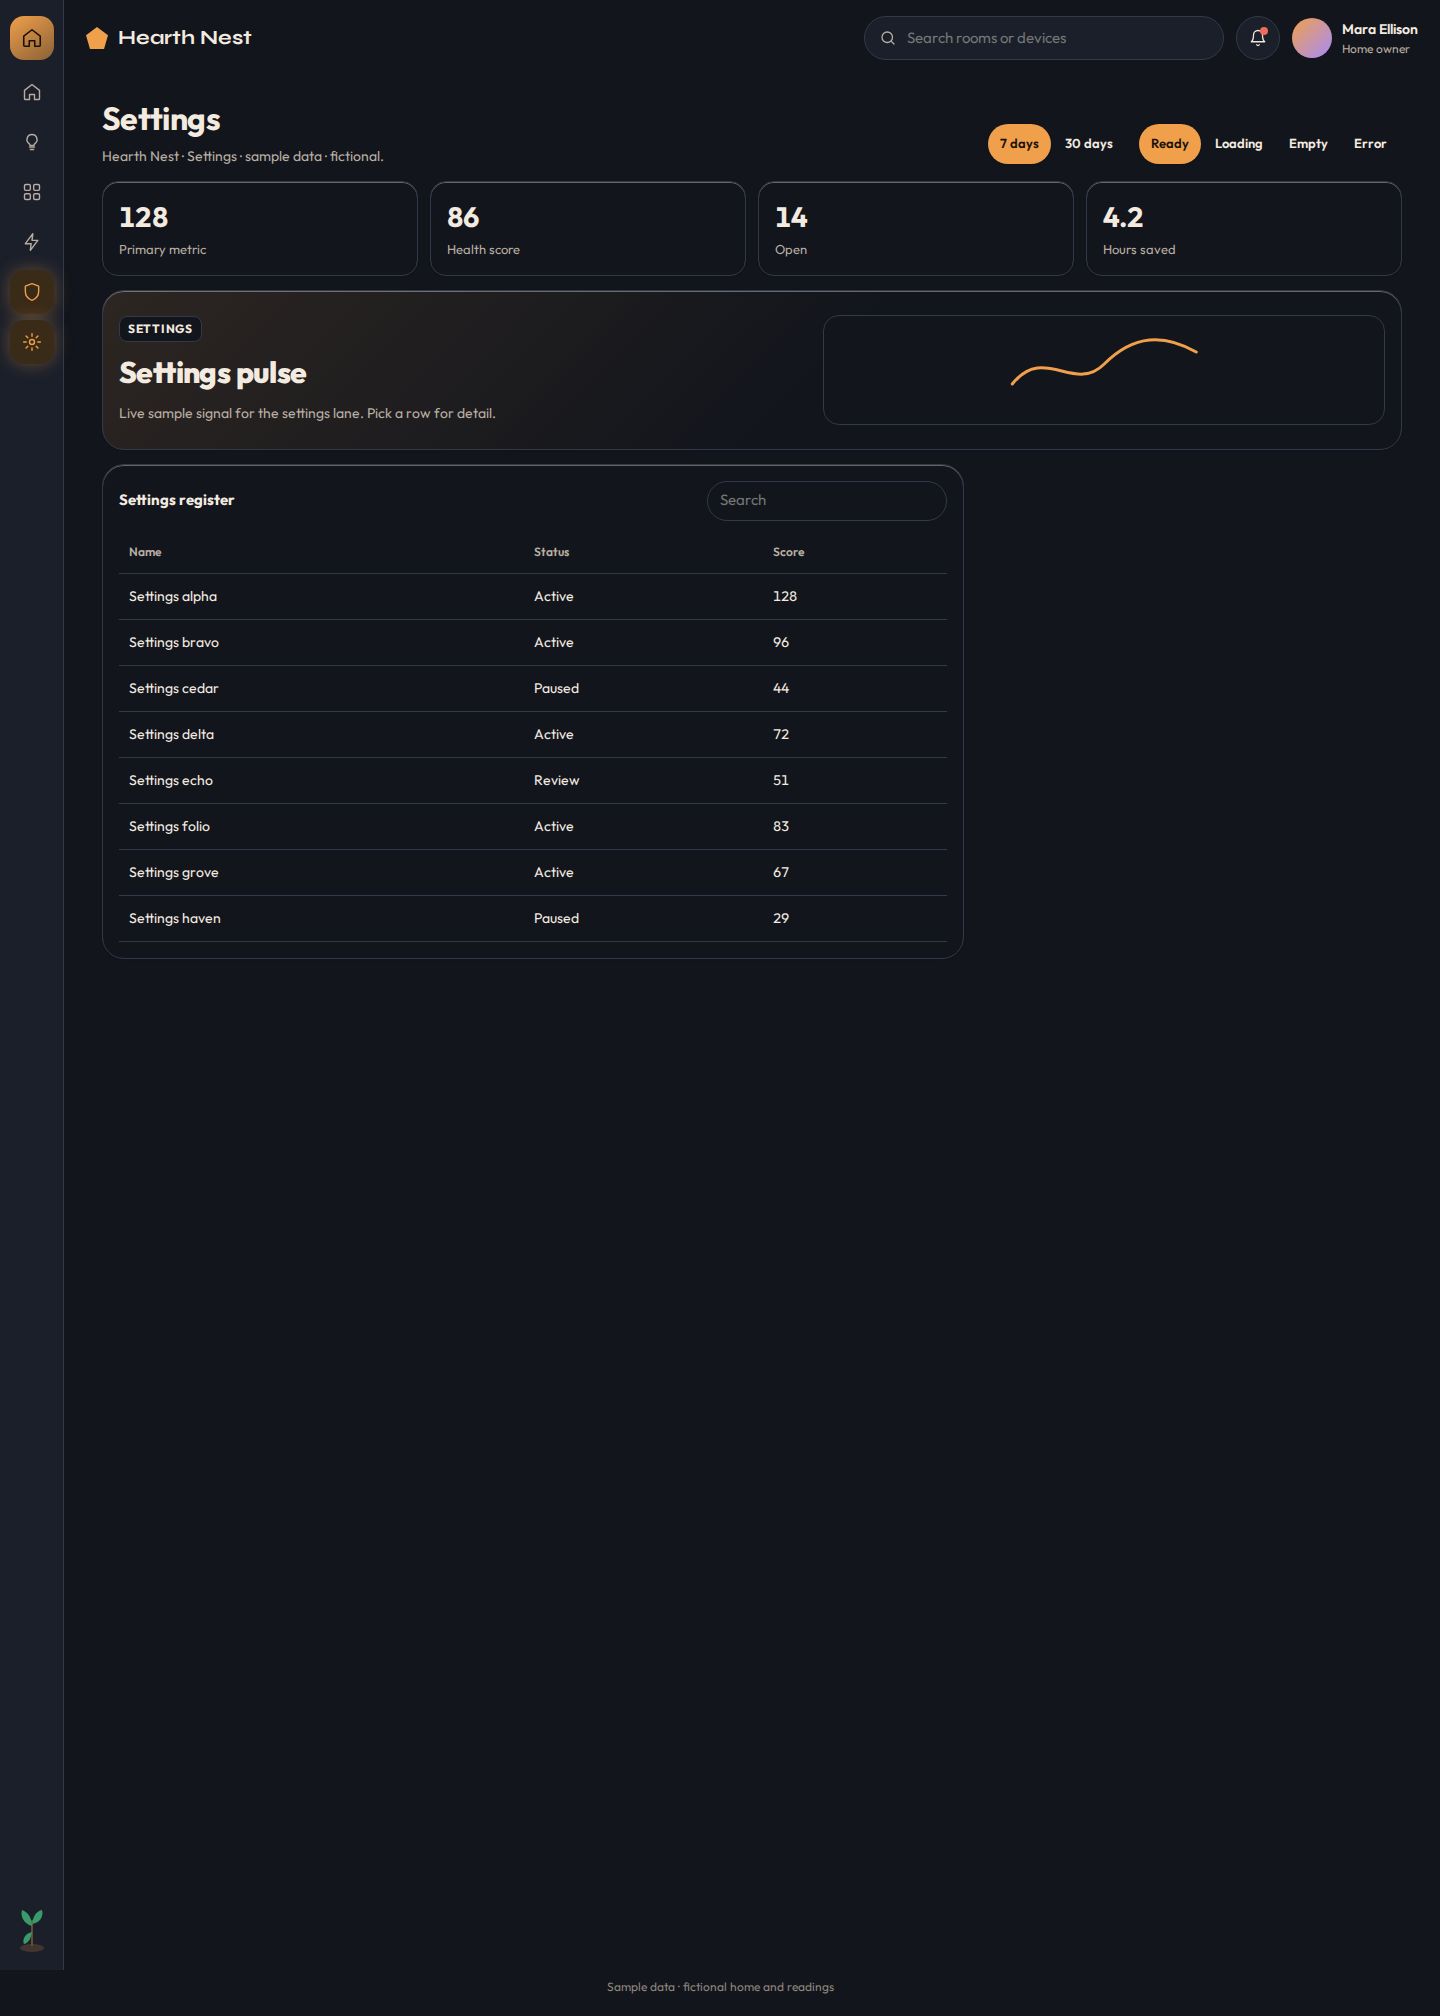 Hearth Nest
Search rooms or devices
Mara Ellison
Home owner
Settings
Hearth Nest · Settings · sample data · fictional.
7 days
30 days
Ready
Loading
Empty
Error
128
Primary metric
86
Health score
14
Open
4.2
Hours saved
SETTINGS
Settings pulse
Live sample signal for the settings lane. Pick a row for detail.
Settings register
Search
Name Status Score
Settings alpha Active 128
Settings bravo Active 96
Settings cedar Paused 44
Settings delta Active 72
Settings echo Review 51
Settings folio Active 83
Settings grove Active 67
Settings haven Paused 29
Sample data · fictional home and readings